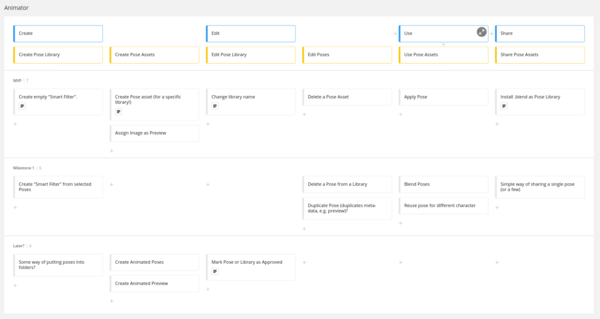 Animator
Create
Edit
Use
Share
Create Pose Library
Create Pose Assets
Edit Pose Library
Edit Poses
Use Pose Assets
Share Pose Assets
MVP
Create empty "Smart Filter".
Create Pose asset (for a specific
library!)
Change library name
Delete a Pose Asset
Apply Pose
Install .blend as Pose Library
Assign Image as Preview
Milestone 1
Create "Smart Filter" from selected
Poses
Delete a Pose from a Library
Blend Poses
Simple way of sharing a single pose
(or a few)
Duplicate Pose (duplicates meta-
data, e.g. preview)?
Reuse pose for different character
Later?
Some way of putting poses into
folders?
Create Animated Poses
Mark Pose or Library as Approved
Create Animated Preview